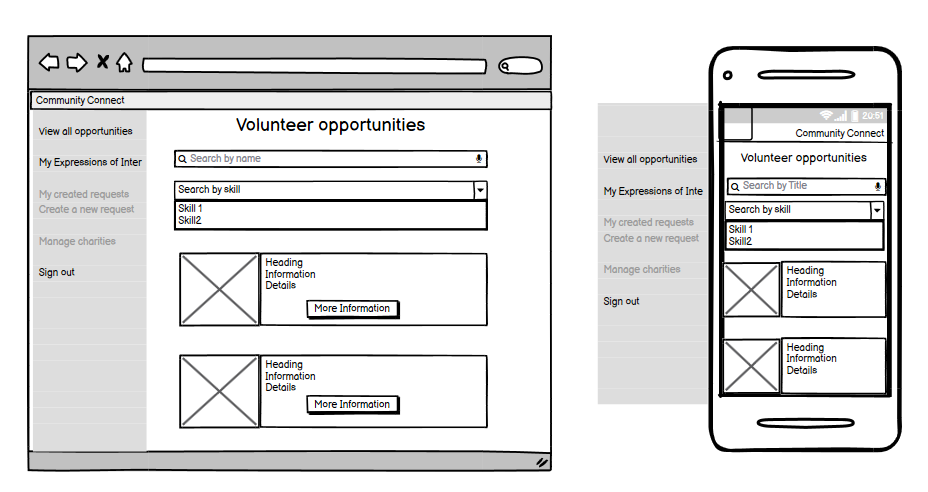 Community Connect
View all opportunities
My Expressions of Inter
My created requests
Create a new request
Manage charities
Sign out
Volunteer opportunities
Search by name
Search by skill
Skill 1
Skill2
Heading
Information
Details
More Information
Heading
Information
Details
More Information
View all opportunities
My Expressions of Inte
My created requests
Create a new request
Manage charities
Sign out
20:51
Community Connect
Volunteer opportunities
Search by Title
Search by skill
Skill 1
Skill2
Heading
Information
Details
Heading
Information
Details